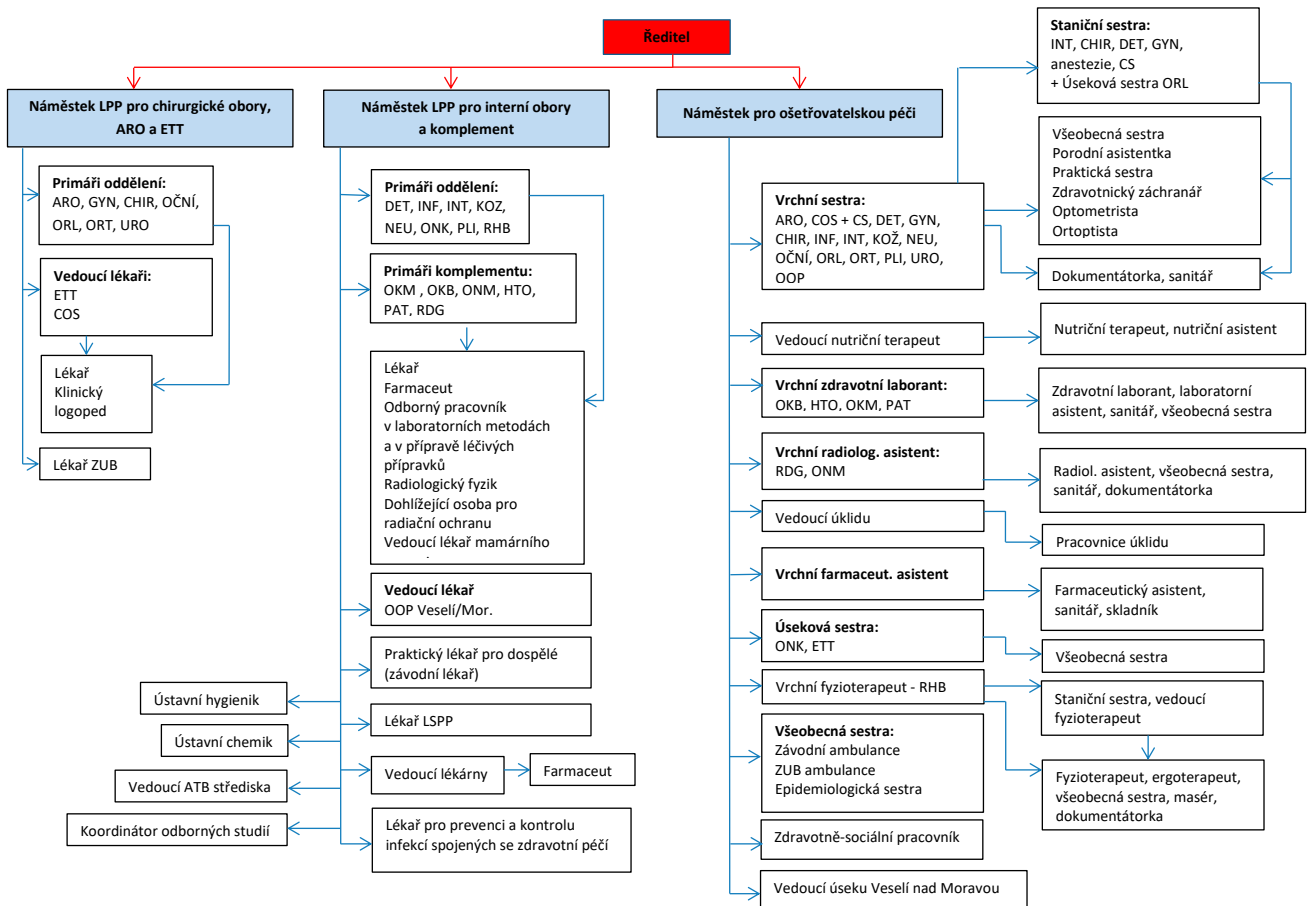 Ředitel
Náměstek LPP pro chirurgické obory,
ARO a ETT
Primáři oddělení:
ARO, GYN, CHIR, OČNÍ,
ORL, ORT, URO
Vedoucí lékaři:
ETT
COS
Lékař
Klinický
logoped
Lékař ZUB
Náměstek LPP pro interní obory
a komplement
Primáři oddělení:
DET, INF, INT, KOZ,
NEU, ONK, PLI, RHB
Primáři komplementu:
OKM , OKB, ONM, HTO,
PAT, RDG
Lékař
Farmaceut
Odborný pracovník
v laboratorních metodách
a v přípravě léčivých
přípravků
Radiologický fyzik
Dohlížející osoba pro
radiační ochranu
Vedoucí lékař mamárního
Vedoucí lékař
OOP Veselí/Mor.
Praktický lékař pro dospělé
(závodní lékař)
Ústavní hygienik
Lékař LSPP
Ústavní chemik
Vedoucí lékárny
Farmaceut
Vedoucí ATB střediska
Koordinátor odborných studií
Lékař pro prevenci a kontrolu
infekcí spojených se zdravotní péčí
Náměstek pro ošetřovatelskou péči
Staniční sestra:
INT, CHIR, DET, GYN,
anestezie, CS
+ Úseková sestra ORL
Všeobecná sestra
Porodní asistentka
Praktická sestra
Zdravotnický záchranář
Optometrista
Ortoptista
Vrchní sestra:
ARO, COS + CS, DET, GYN,
CHIR, INF, INT, KOŽ, NEU,
OČNÍ, ORL, ORT, PLI, URO,
OOP
Dokumentátorka, sanitář
Vedoucí nutriční terapeut
Nutriční terapeut, nutriční asistent
Vrchní zdravotní laborant:
OKB, HTO, OKM, PAT
Zdravotní laborant, laboratorní
asistent, sanitář, všeobecná sestra
Vrchní radiolog. asistent:
RDG, ONM
Radiol. asistent, všeobecná sestra,
sanitář, dokumentátorka
Vedoucí úklidu
Pracovnice úklidu
Vrchní farmaceut. asistent
Farmaceutický asistent,
sanitář, skladník
Úseková sestra:
ONK, ETT
Všeobecná sestra
Vrchní fyzioterapeut - RHB
Staniční sestra, vedoucí
fyzioterapeut
Všeobecná sestra:
Závodní ambulance
ZUB ambulance
Epidemiologická sestra
Fyzioterapeut, ergoterapeut,
všeobecná sestra, masér,
dokumentátorka
Zdravotně-sociální pracovník
Vedoucí úseku Veselí nad Moravou